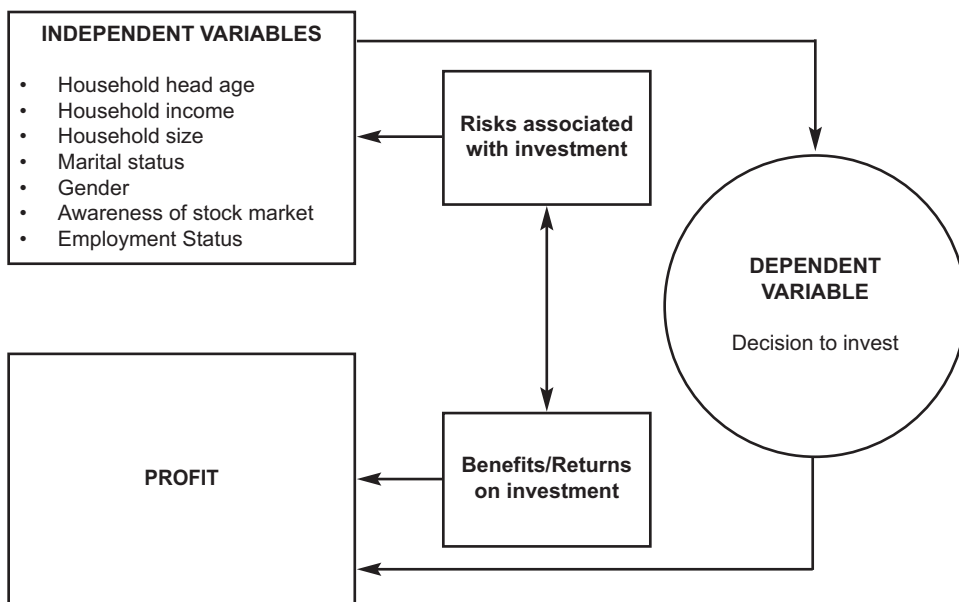 INDEPENDENT VARIABLES
• Household head age
• Household income
• Household size
• Marital status
• Gender
• Awareness of stock market
• Employment Status
Risks associated
with investment
DEPENDENT
VARIABLE
Decision to invest
PROFIT
Benefits/Returns
on investment